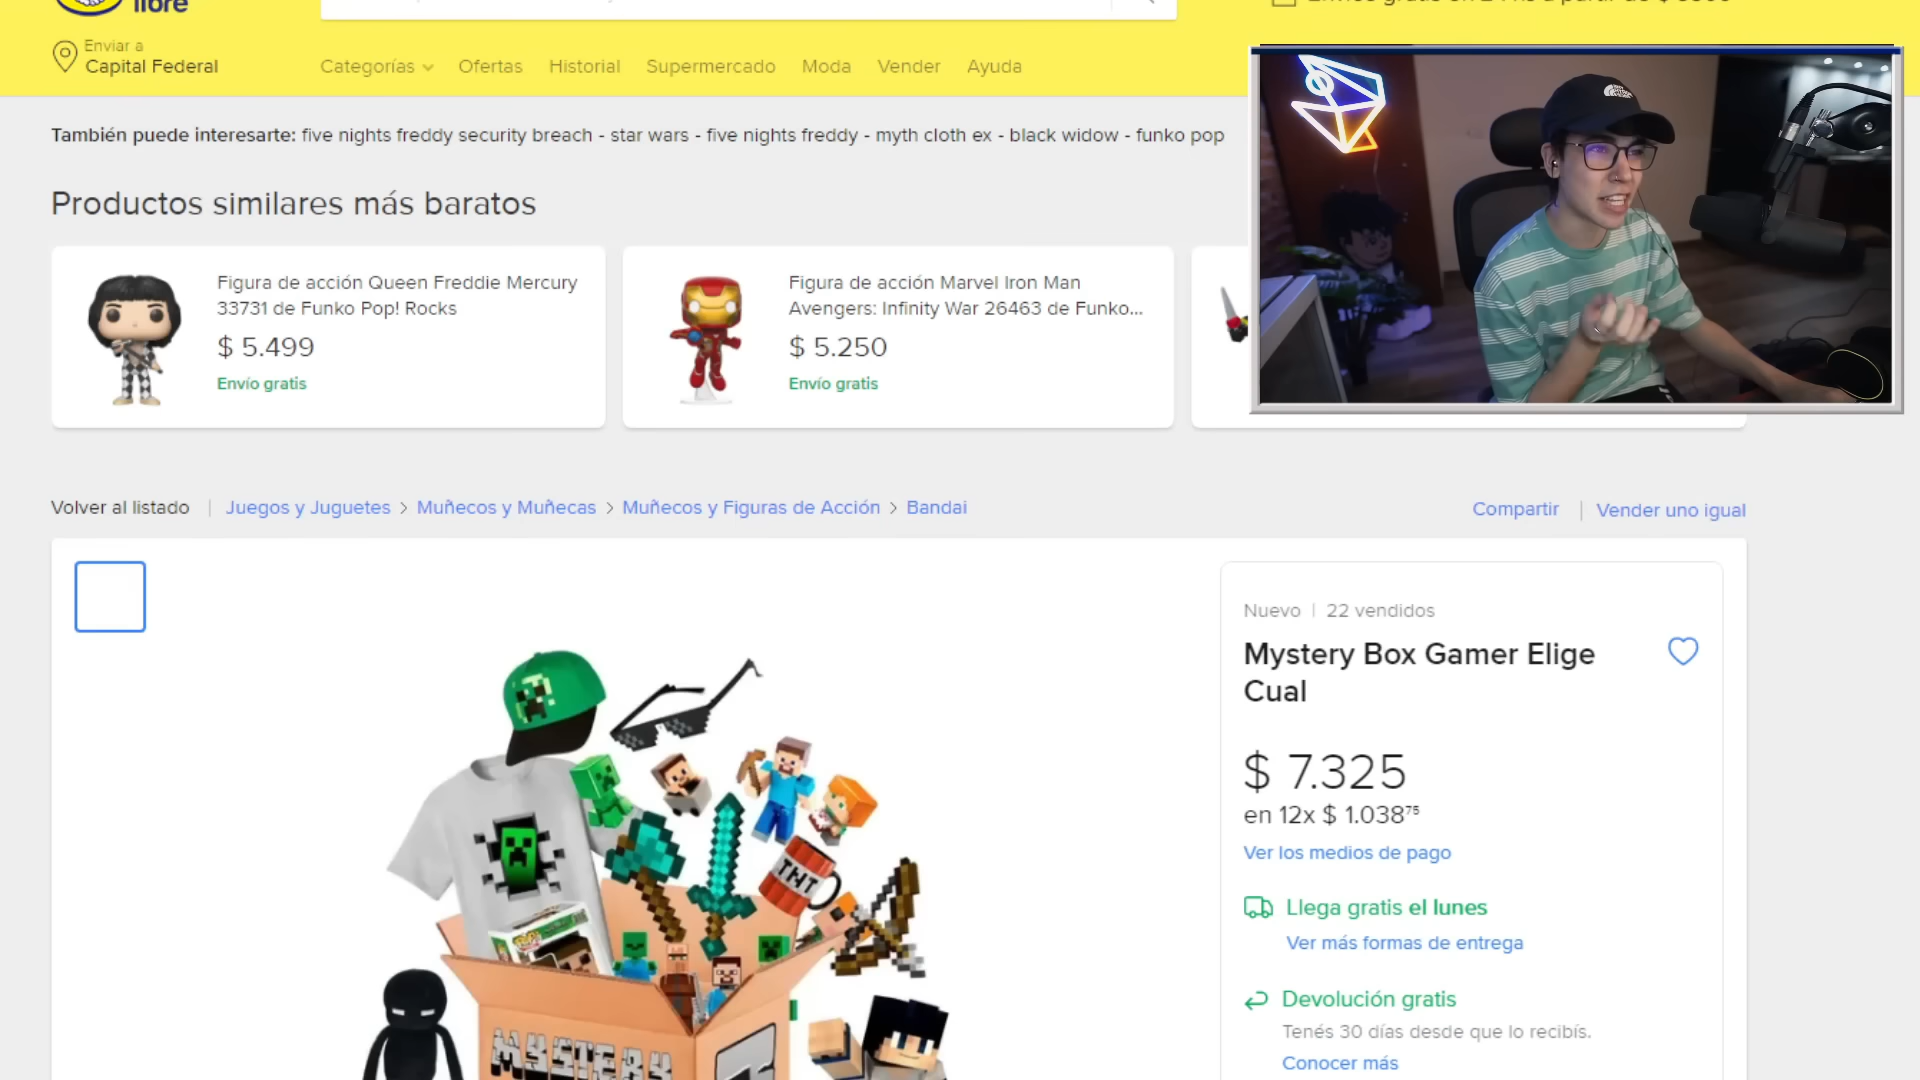 libre
Enviar a
Capital Federal
Categorías
Ofertas
Historial
Supermercado
Moda
Vender
Ayuda
También puede interesarte: five nights freddy security breach - star wars - five nights freddy - myth cloth ex - black widow - funko pop
Productos similares más baratos
Figura de acción Queen Freddie Mercury
33731 de Funko Pop! Rocks
$ 5.499
Envío gratis
Figura de acción Marvel Iron Man
Avengers: Infinity War 26463 de Funko...
$ 5.250
Envío gratis
Volver al listado
Juegos y Juguetes > Muñecos y Muñecas > Muñecos y Figuras de Acción > Bandai
Compartir
Vender uno igual
Nuevo | 22 vendidos
Mystery Box Gamer Elige
Cual
$ 7.325
en 12x $ 1.038⁷⁵
Ver los medios de pago
Llega gratis el lunes
Ver más formas de entrega
Devolución gratis
Tenés 30 días desde que lo recibís.
Conocer más
TNT
MYSTERY